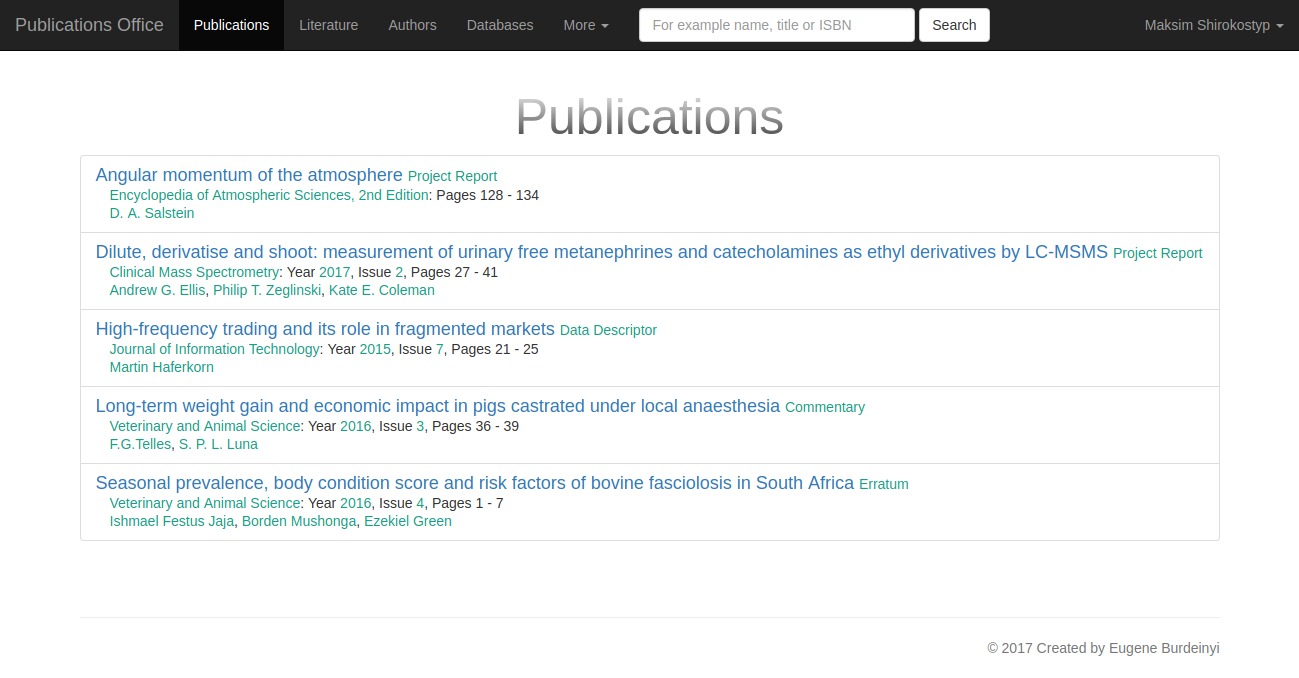 Publications Office Publications Literature Authors Databases More For example name, title or ISBN Search Maksim Shirokostyp
Publications
Angular momentum of the atmosphere Project Report
Encyclopedia of Atmospheric Sciences, 2nd Edition: Pages 128 - 134
D. A. Salstein
Dilute, derivatise and shoot: measurement of urinary free metanephrines and catecholamines as ethyl derivatives by LC-MSMS Project Report
Clinical Mass Spectrometry: Year 2017, Issue 2, Pages 27 - 41
Andrew G. Ellis, Philip T. Zeglinski, Kate E. Coleman
High-frequency trading and its role in fragmented markets Data Descriptor
Journal of Information Technology: Year 2015, Issue 7, Pages 21 - 25
Martin Haferkorn
Long-term weight gain and economic impact in pigs castrated under local anaesthesia Commentary
Veterinary and Animal Science: Year 2016, Issue 3, Pages 36 - 39
F.G.Telles, S. P. L. Luna
Seasonal prevalence, body condition score and risk factors of bovine fasciolosis in South Africa Erratum
Veterinary and Animal Science: Year 2016, Issue 4, Pages 1 - 7
Ishmael Festus Jaja, Borden Mushonga, Ezekiel Green
© 2017 Created by Eugene Burdeinyi